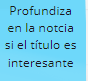 Profundiza
en la notcia
si el título es
interesante